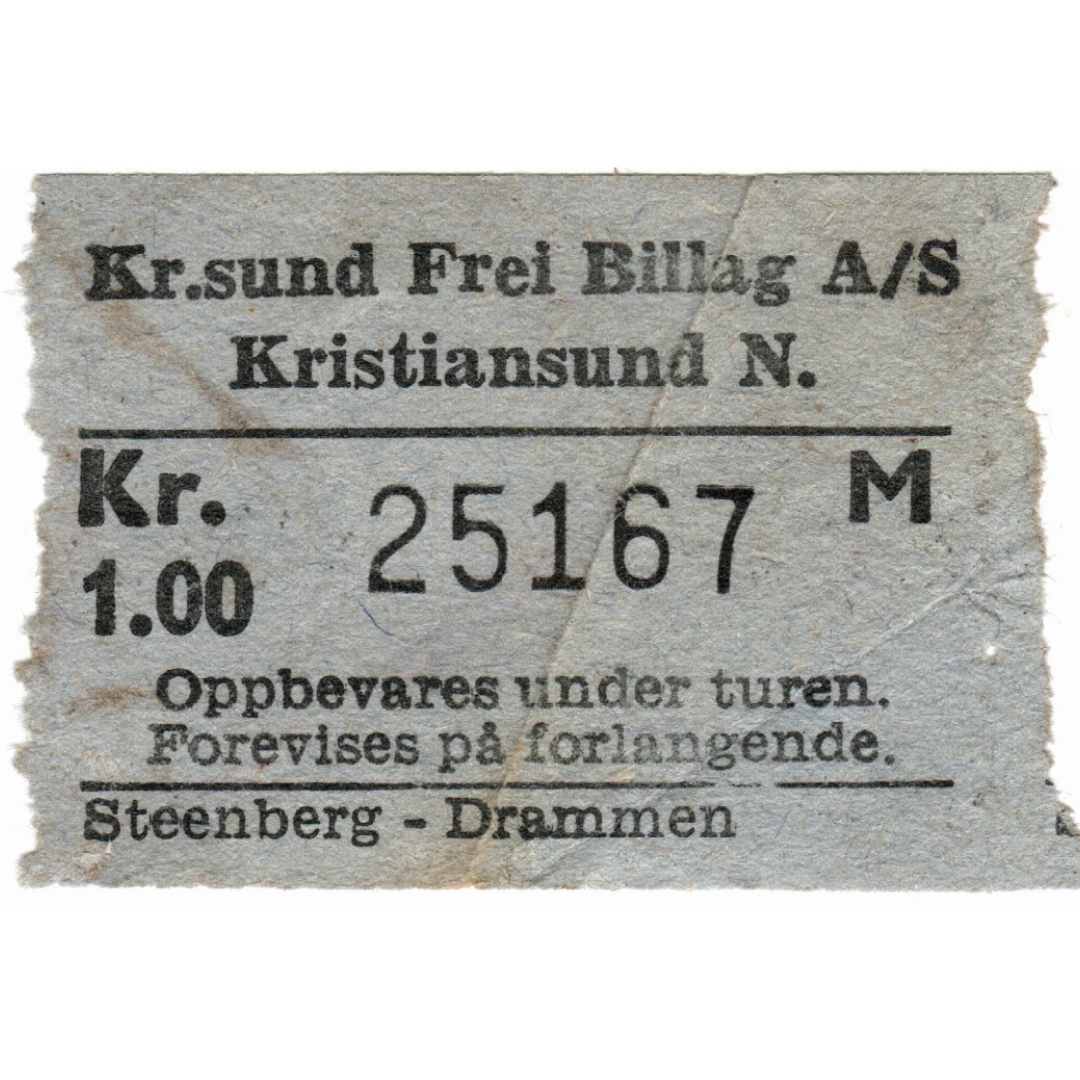 Kr.sund Frei Billag A/S
Kristiansund N.
Kr. 25167 M
1.00
Oppbevares under turen.
Forevises på forlangende.
Steenberg - Drammen